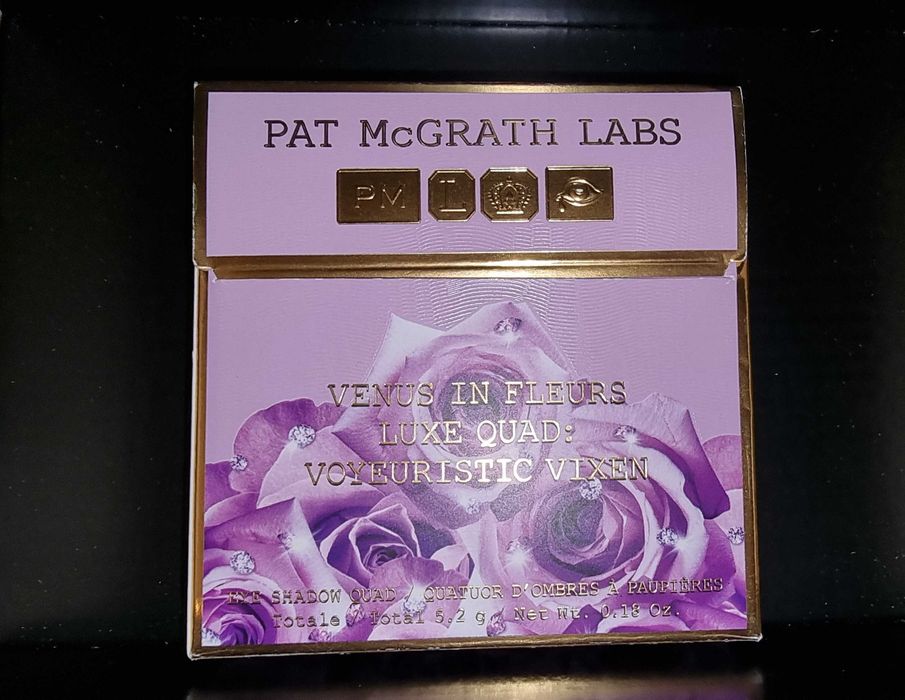 PAT McGRATH LABS
PM L
VENUS IN FLEURS
LUXE QUAD:
VOYEURISTIC VIXEN
EYE SHADOW QUAD / QUATUOR D'OMBRES À PAUPIÈRES
Totale / Total 5.2 g / Net Wt. 0.18 Oz.